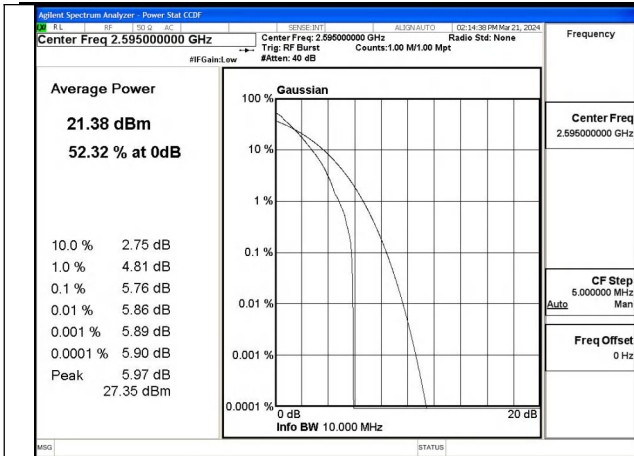 Agilent Spectrum Analyzer - Power Stat CCDF
RL RF 50 Ω AC SENSE:INT ALIGNAUTO 02:14:38 PM Mar 21, 2024
Center Freq 2.595000000 GHz
Center Freq: 2.595000000 GHz Radio Std: None
Trig: RF Burst Counts:1.00 M/1.00 Mpt
#IFGain:Low #Atten: 40 dB
Frequency
Average Power
21.38 dBm
52.32 % at 0dB
10.0 % 2.75 dB
1.0 % 4.81 dB
0.1 % 5.76 dB
0.01 % 5.86 dB
0.001 % 5.89 dB
0.0001 % 5.90 dB
Peak 5.97 dB
27.35 dBm
Gaussian
100 %
10 %
1 %
0.1 %
0.01 %
0.001 %
0.0001 %
0 dB 20 dB
Info BW 10.000 MHz
Center Freq
2.595000000 GHz
CF Step
5.000000 MHz
Auto Man
Freq Offset
0 Hz
MSG STATUS